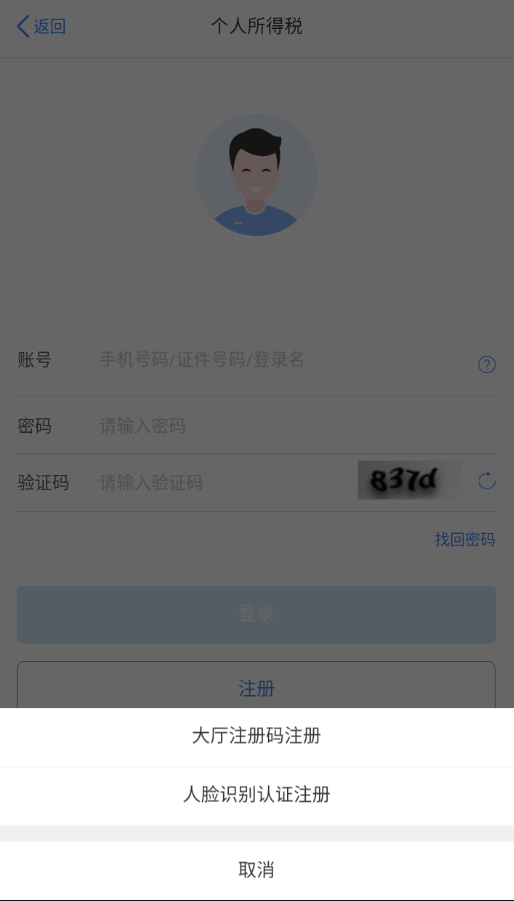 返回
个人所得税
账号 手机号码/证件号码/登录名
密码 请输入密码
验证码 请输入验证码 837d
找回密码
登录
注册
大厅注册码注册
人脸识别认证注册
取消